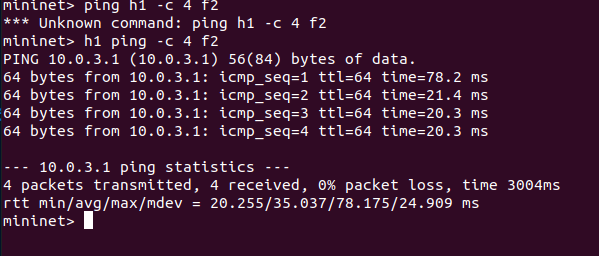 mininet> ping h1 -c 4 f2
*** Unknown command: ping h1 -c 4 f2
mininet> h1 ping -c 4 f2
PING 10.0.3.1 (10.0.3.1) 56(84) bytes of data.
64 bytes from 10.0.3.1: icmp_seq=1 ttl=64 time=78.2 ms
64 bytes from 10.0.3.1: icmp_seq=2 ttl=64 time=21.4 ms
64 bytes from 10.0.3.1: icmp_seq=3 ttl=64 time=20.3 ms
64 bytes from 10.0.3.1: icmp_seq=4 ttl=64 time=20.3 ms
--- 10.0.3.1 ping statistics ---
4 packets transmitted, 4 received, 0% packet loss, time 3004ms
rtt min/avg/max/mdev = 20.255/35.037/78.175/24.909 ms
mininet>